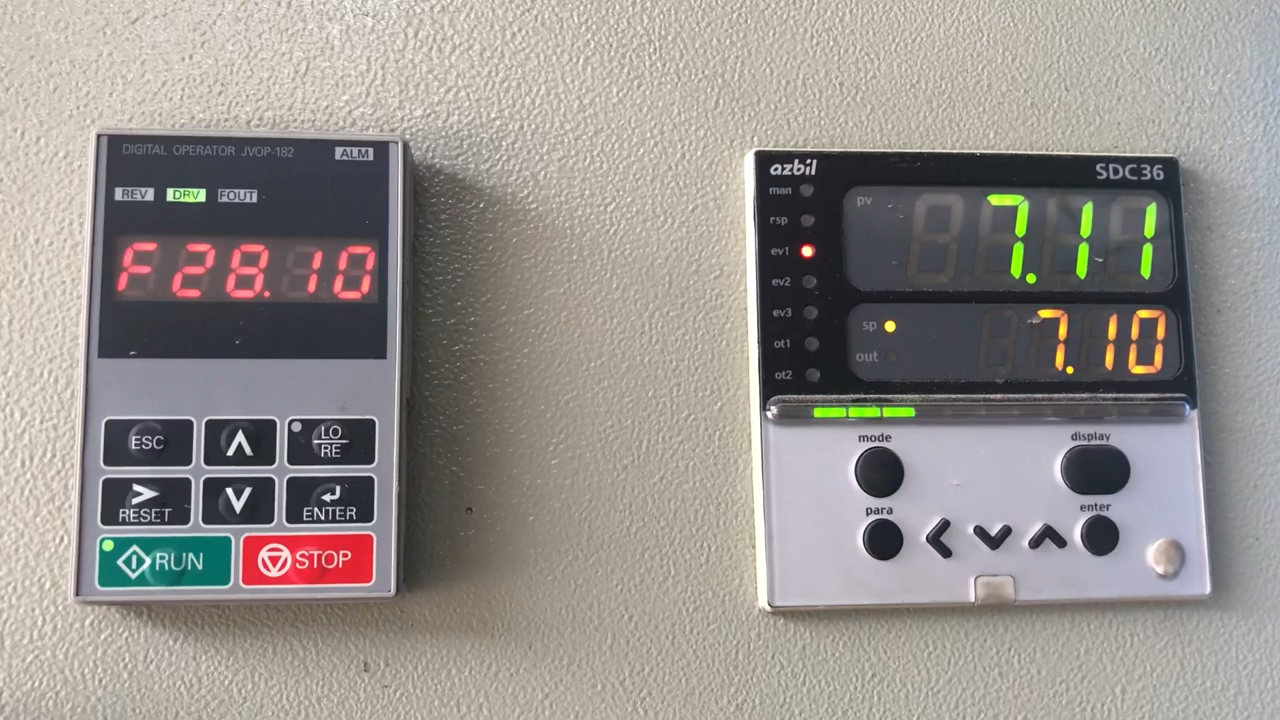 DIGITAL OPERATOR JVOP-182
ALM
REV DRV FOUT
F28.10
ESC
LO
RE
RESET
ENTER
RUN
STOP
azbil
SDC36
man
rsp
ev1
ev2
ev3
ot1
ot2
pv
7.11
sp
7.10
out
mode
display
para
enter